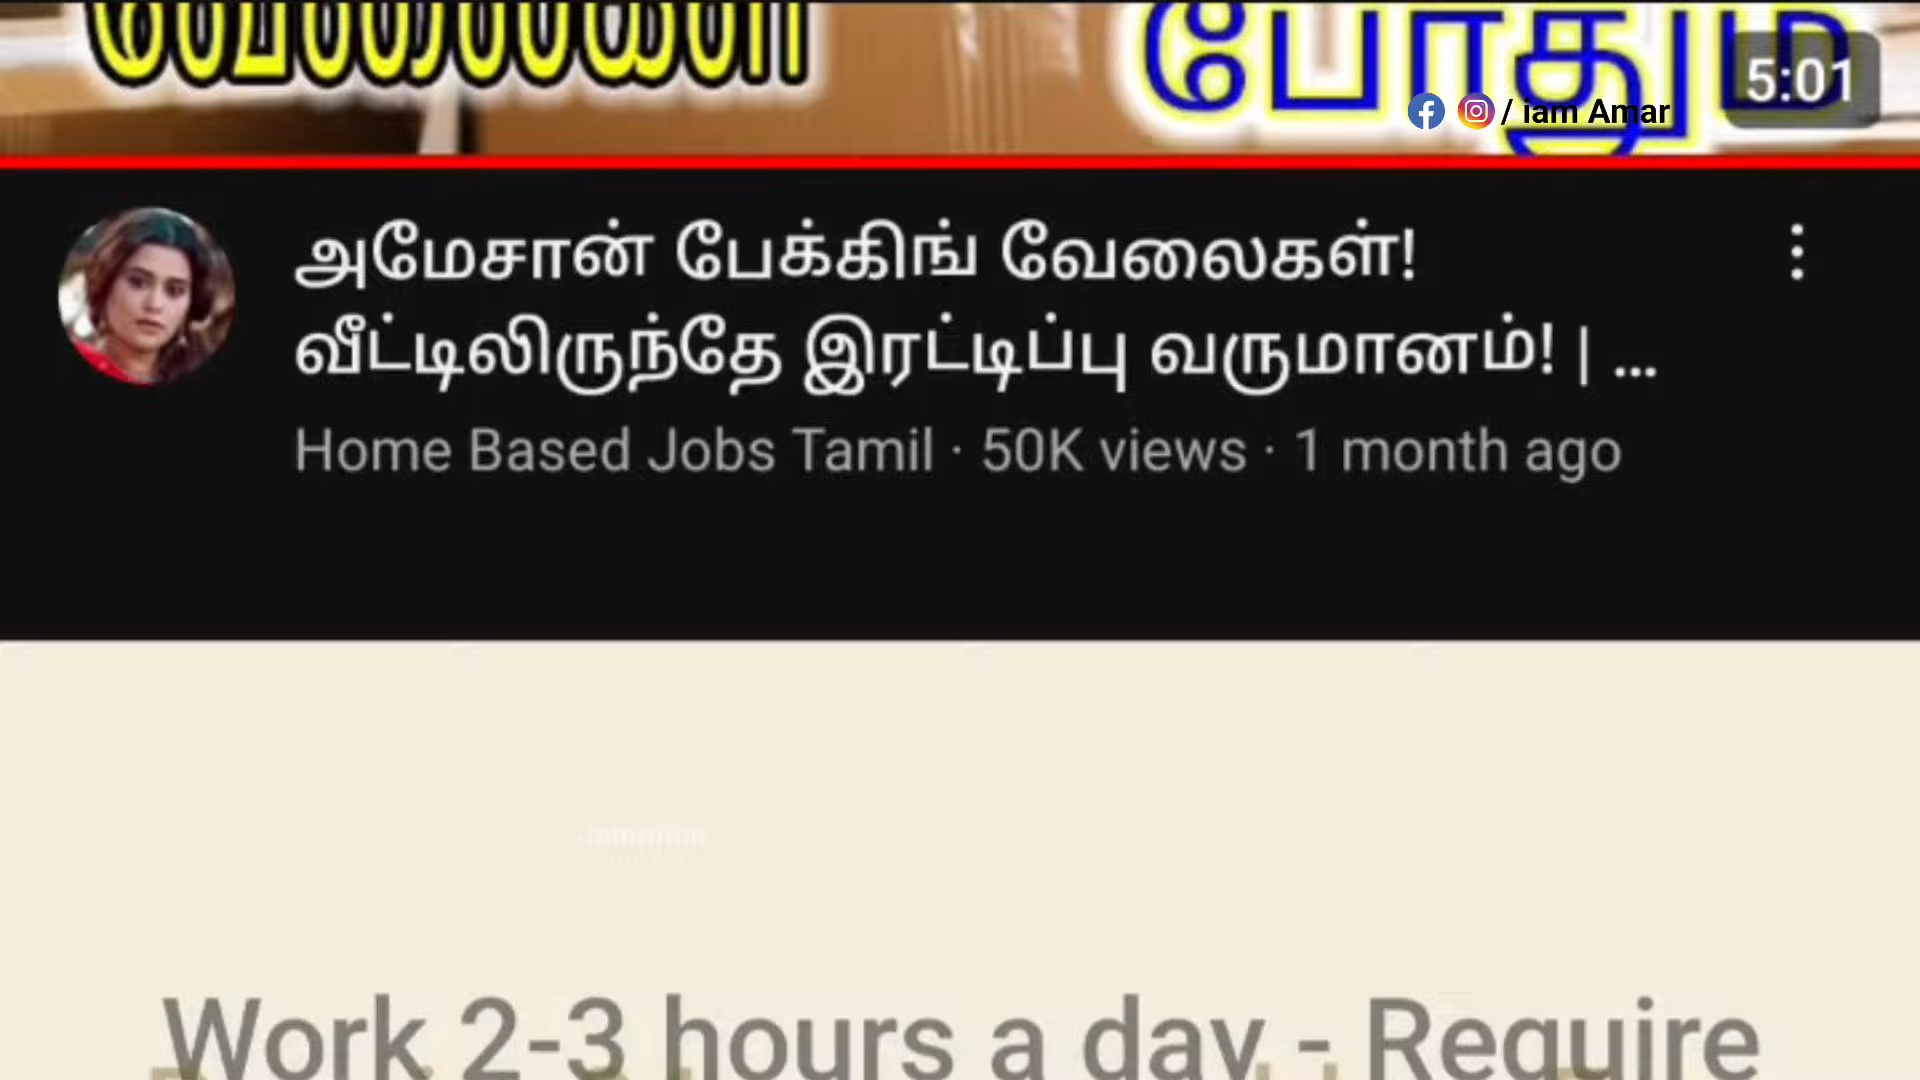 வேலைகள்
போதும்
5:01
/ iam Amar
அமேசான் பேக்கிங் வேலைகள்!
வீட்டிலிருந்தே இரட்டிப்பு வருமானம்! | ...
Home Based Jobs Tamil · 50K views · 1 month ago
Work 2-3 hours a day - Require